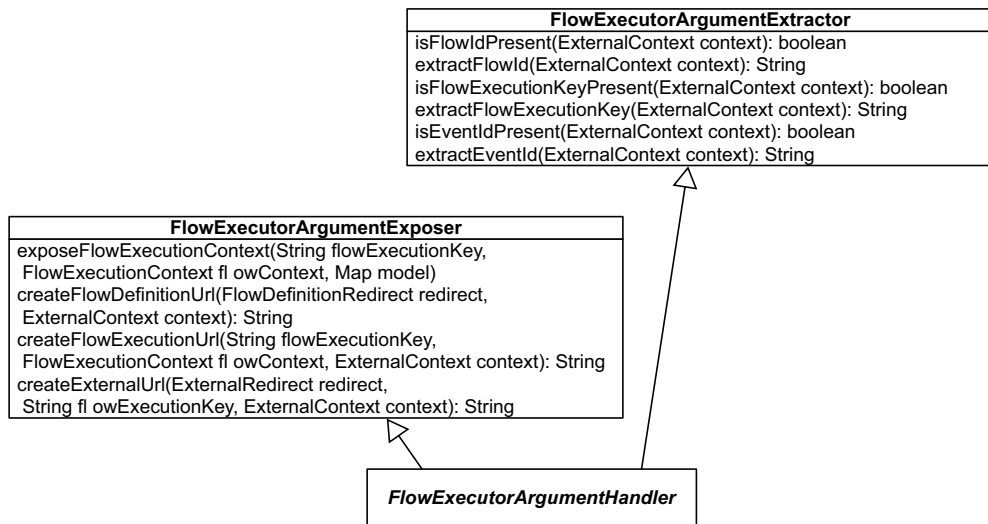 FlowExecutorArgumentExtractor
isFlowIdPresent(ExternalContext context): boolean
extractFlowId(ExternalContext context): String
isFlowExecutionKeyPresent(ExternalContext context): boolean
extractFlowExecutionKey(ExternalContext context): String
isEventIdPresent(ExternalContext context): boolean
extractEventId(ExternalContext context): String
FlowExecutorArgumentExposer
exposeFlowExecutionContext(String flowExecutionKey,
FlowExecutionContext fl owContext, Map model)
createFlowDefinitionUrl(FlowDefinitionRedirect redirect,
ExternalContext context): String
createFlowExecutionUrl(String flowExecutionKey,
FlowExecutionContext fl owContext, ExternalContext context): String
createExternalUrl(ExternalRedirect redirect,
String fl owExecutionKey, ExternalContext context): String
FlowExecutorArgumentHandler